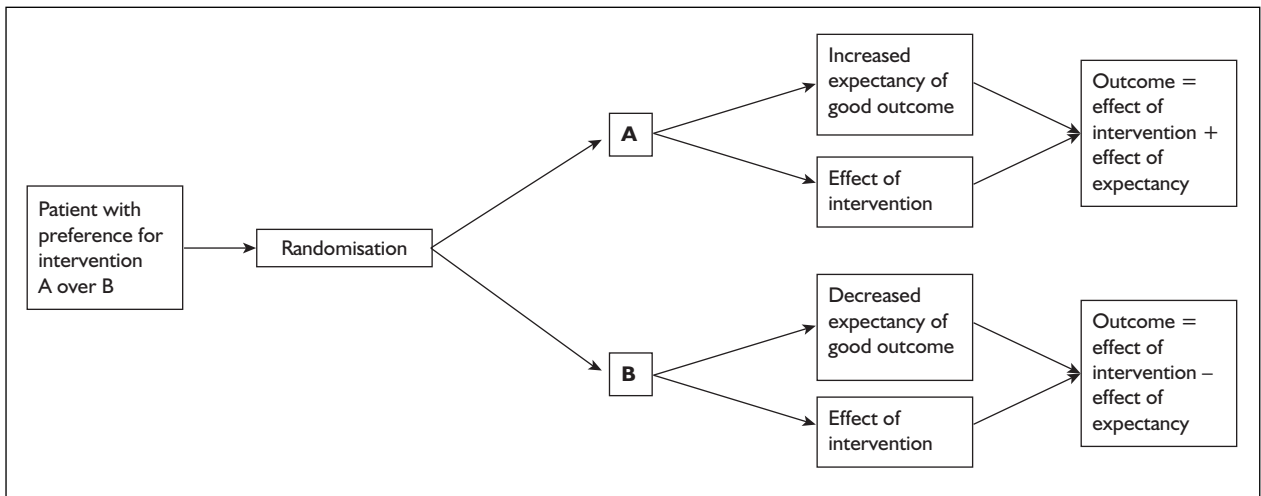 Patient with
preference for
intervention
A over B
Randomisation
A
Increased
expectancy of
good outcome
Effect of
intervention
Outcome =
effect of
intervention +
effect of
expectancy
B
Decreased
expectancy of
good outcome
Effect of
intervention
Outcome =
effect of
intervention –
effect of
expectancy